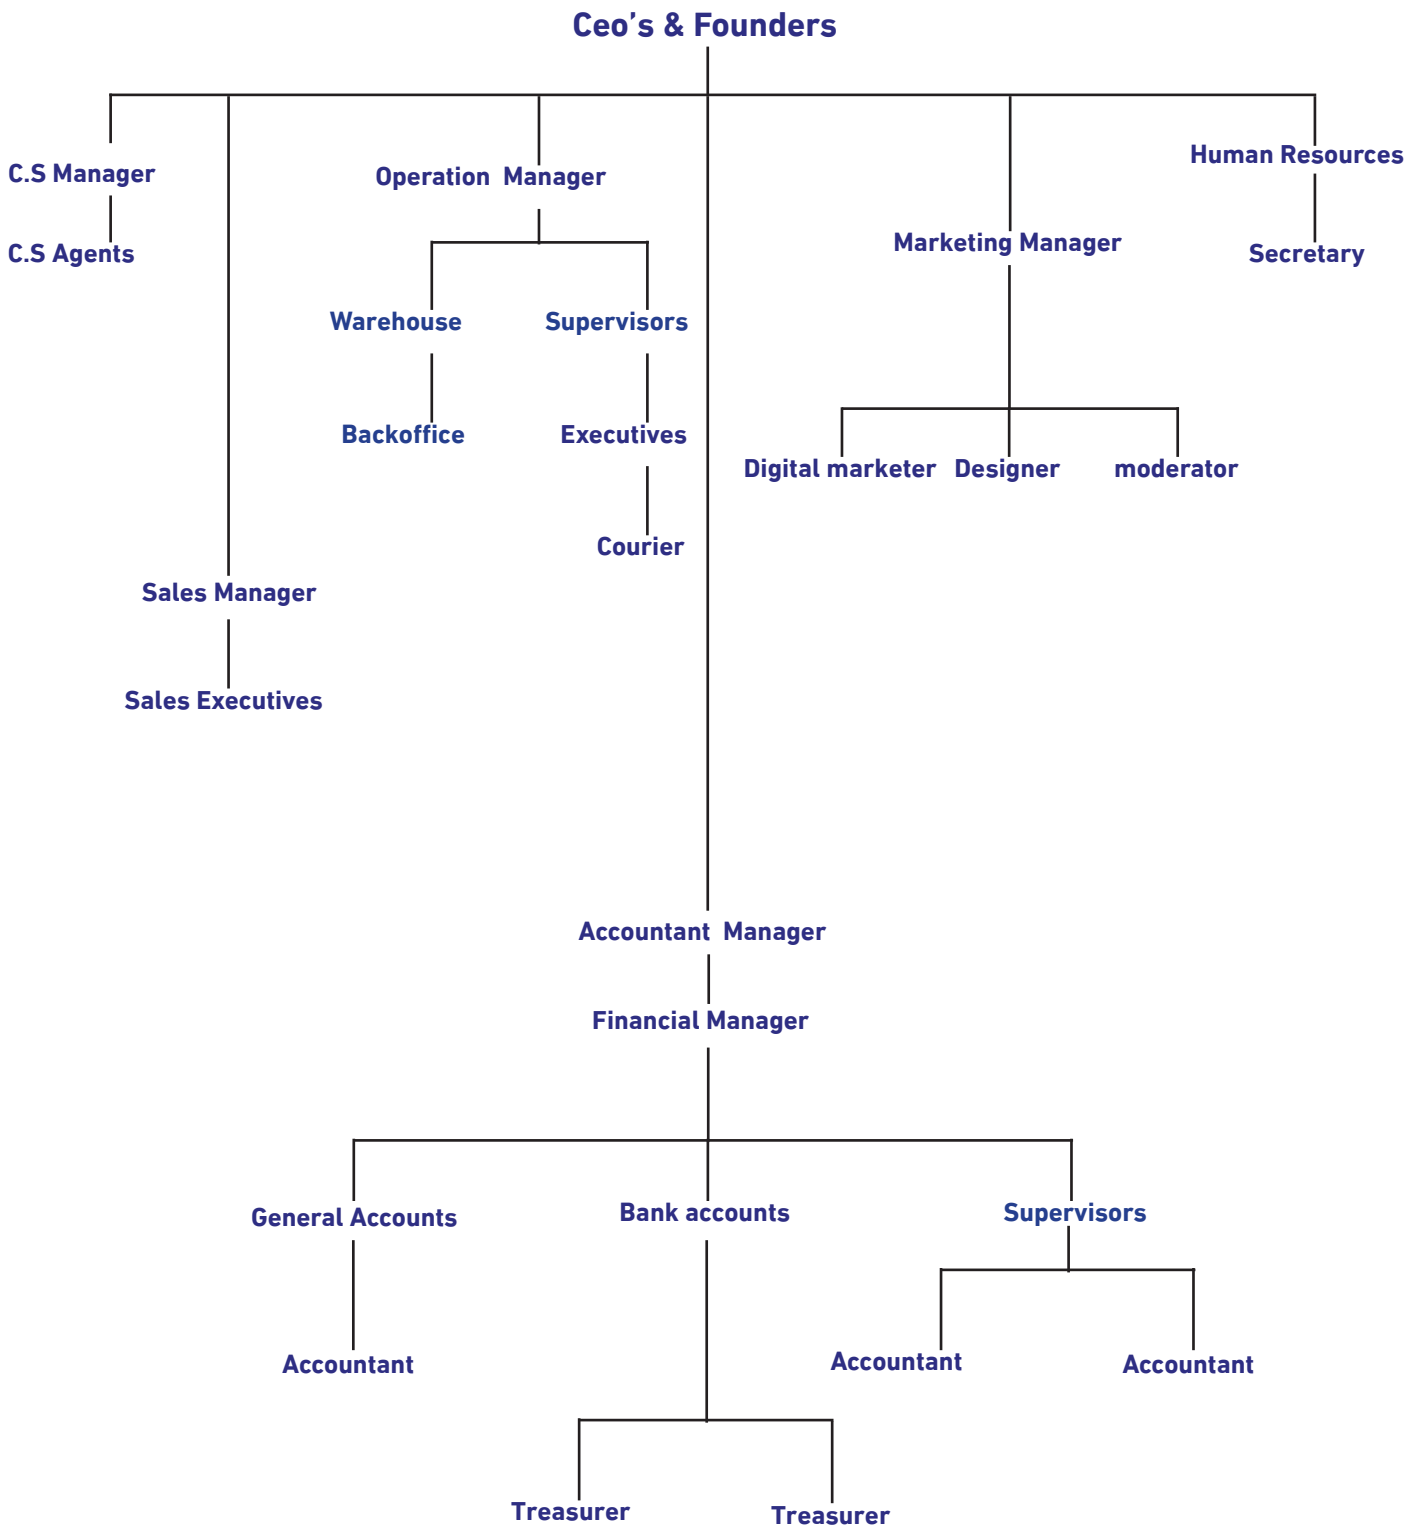 Ceo’s & Founders
C.S Manager
Operation  Manager
Human Resources
C.S Agents
Marketing Manager
Secretary
Warehouse
Supervisors
Backoffice
Executives
Digital marketer
Designer
moderator
Courier
Sales Manager
Sales Executives
Accountant  Manager
Financial Manager
General Accounts
Bank accounts
Supervisors
Accountant
Accountant
Accountant
Treasurer
Treasurer